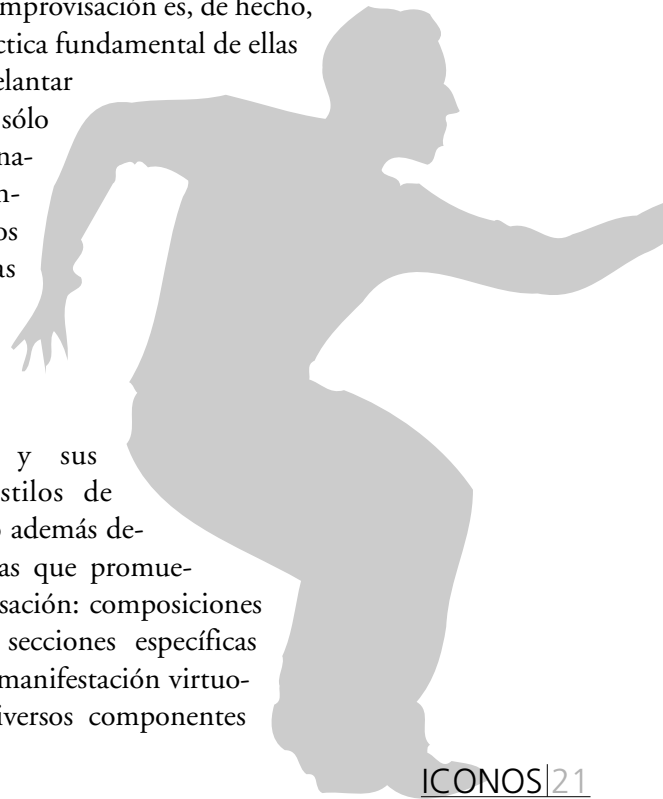 mprovisación es, de hecho,
ctica fundamental de ellas
elantar
sólo
na-
n-
os
as
y sus
stilos de
además de-
as que promue-
sación: composiciones
secciones específicas
manifestación virtuo-
iversos componentes
ICONOS|21